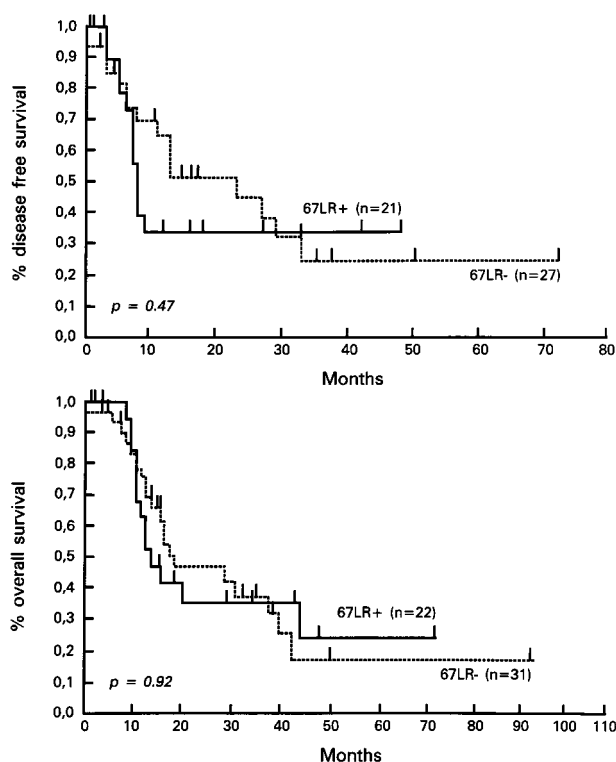 % disease free survival
1,0
0,9
0,8
0,7
0,6
0,5
0,4
0,3
0,2
0,1
0,0
67LR+ (n=21)
67LR- (n=27)
p = 0.47
0 10 20 30 40 50 60 70 80
Months
% overall survival
1,0
0,9
0,8
0,7
0,6
0,5
0,4
0,3
0,2
0,1
0,0
67LR+ (n=22)
67LR- (n=31)
p = 0.92
0 10 20 30 40 50 60 70 80 90 100 110
Months